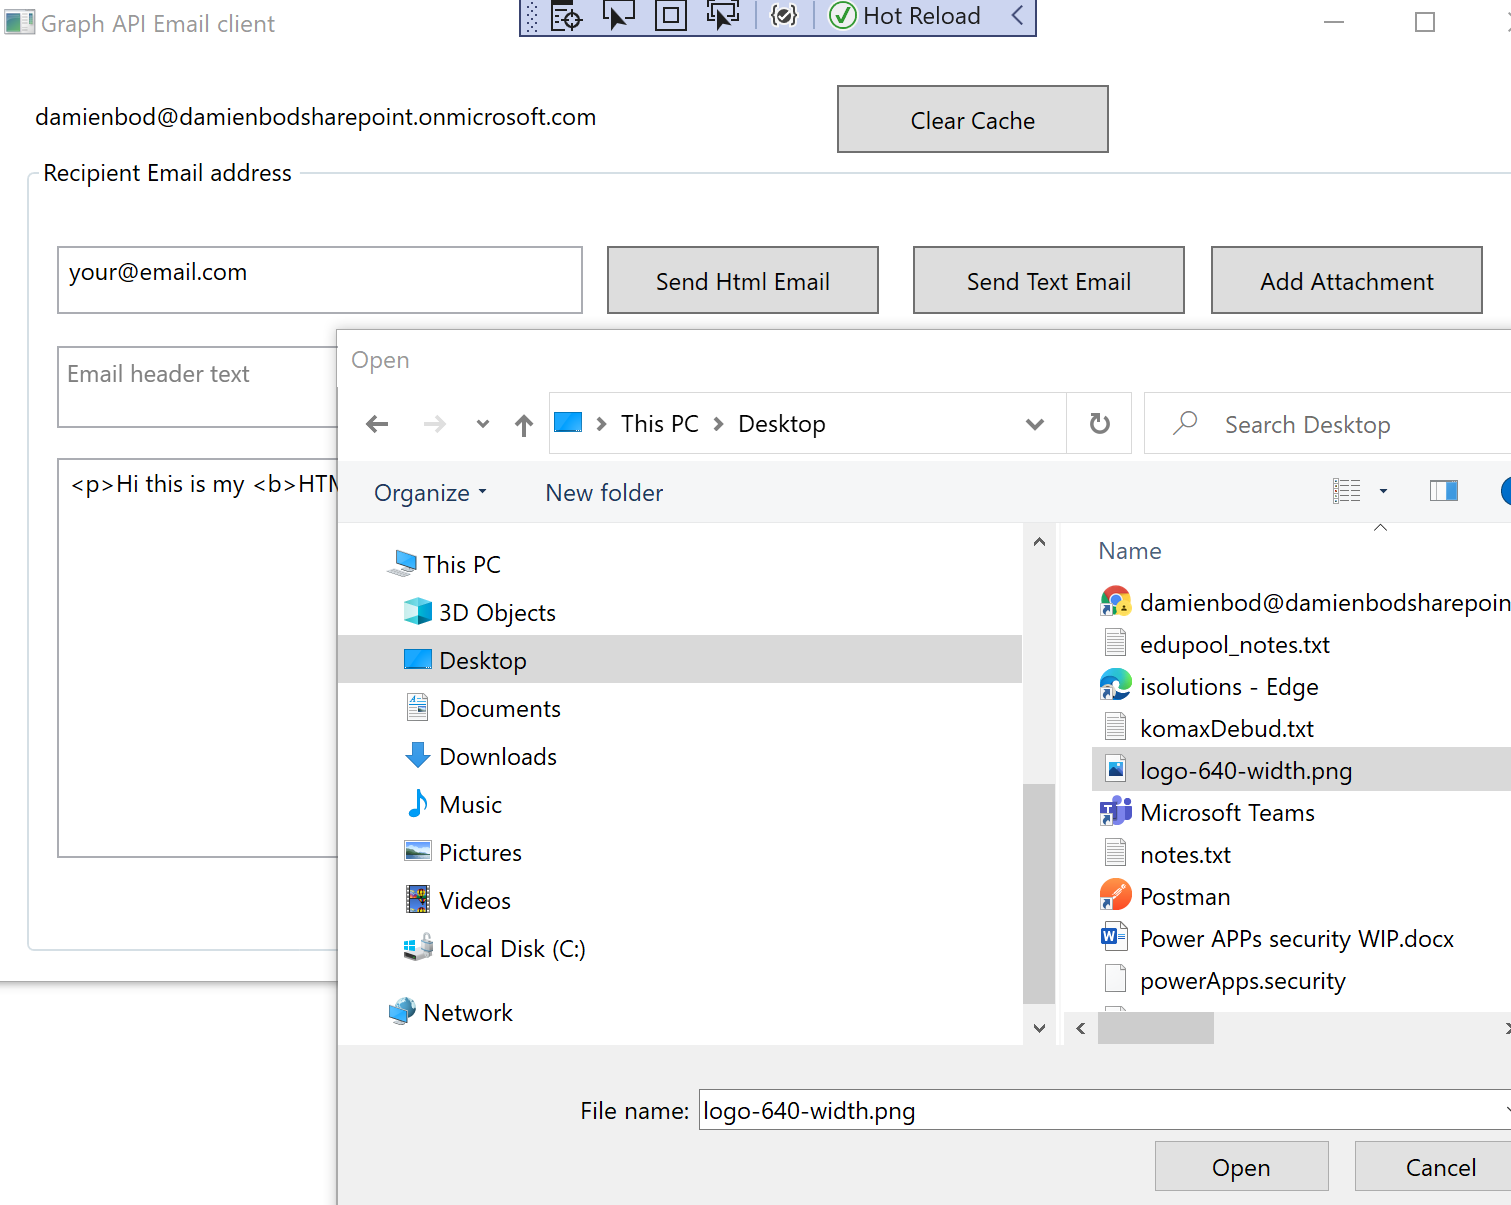 Graph API Email client
Hot Reload
damienbod@damienbodsharepoint.onmicrosoft.com
Clear Cache
Recipient Email address
your@email.com
Send Html Email
Send Text Email
Add Attachment
Email header text
<p>Hi this is my <b>HTM
Open
This PC
Desktop
Search Desktop
Organize
New folder
This PC
3D Objects
Desktop
Documents
Downloads
Music
Pictures
Videos
Local Disk (C:)
Network
Name
damienbod@damienbodsharepoin
edupool_notes.txt
isolutions - Edge
komaxDebud.txt
logo-640-width.png
Microsoft Teams
notes.txt
Postman
Power APPs security WIP.docx
powerApps.security
File name:
logo-640-width.png
Open
Cancel